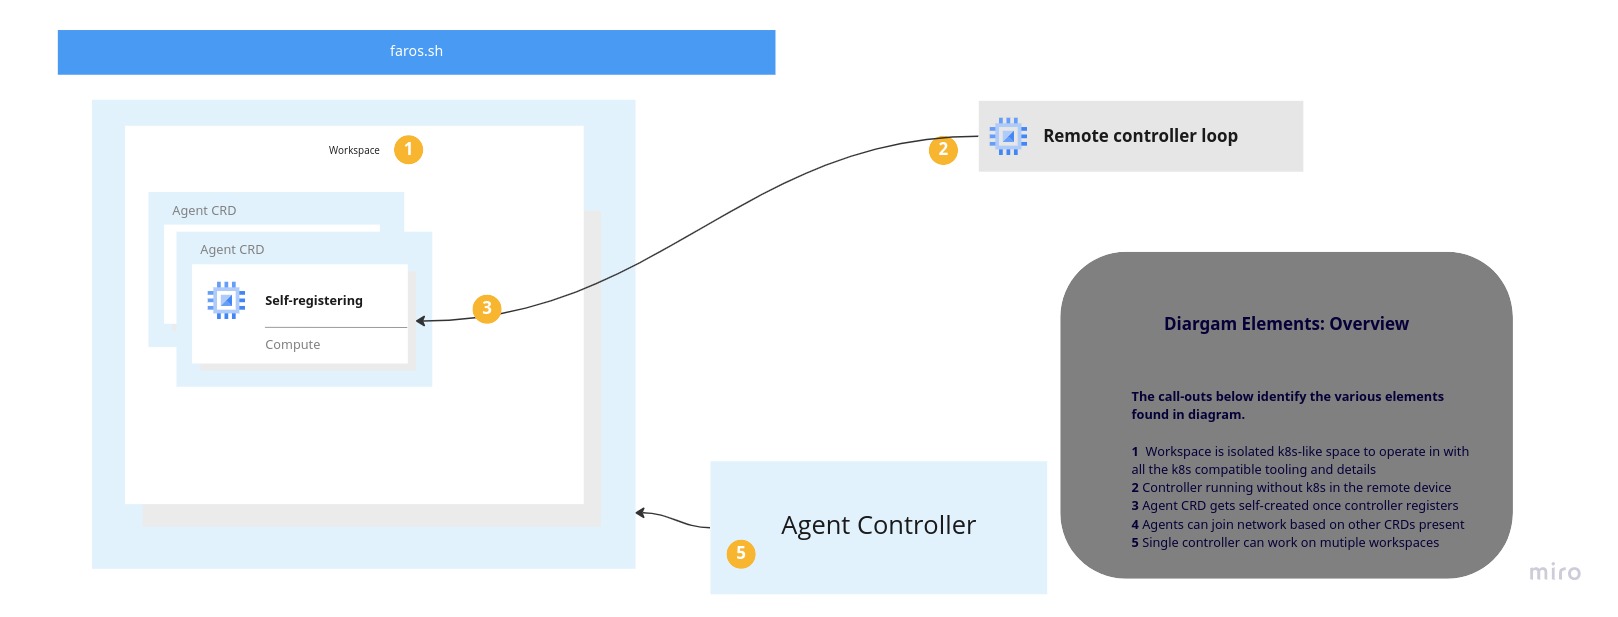 faros.sh
Workspace 1
Agent CRD
Agent CRD
Self-registering
Compute
3
2
Remote controller loop
Agent Controller
5
Diargam Elements: Overview
The call-outs below identify the various elements
found in diagram.
1 Workspace is isolated k8s-like space to operate in with
all the k8s compatible tooling and details
2 Controller running without k8s in the remote device
3 Agent CRD gets self-created once controller registers
4 Agents can join network based on other CRDs present
5 Single controller can work on mutiple workspaces
miro